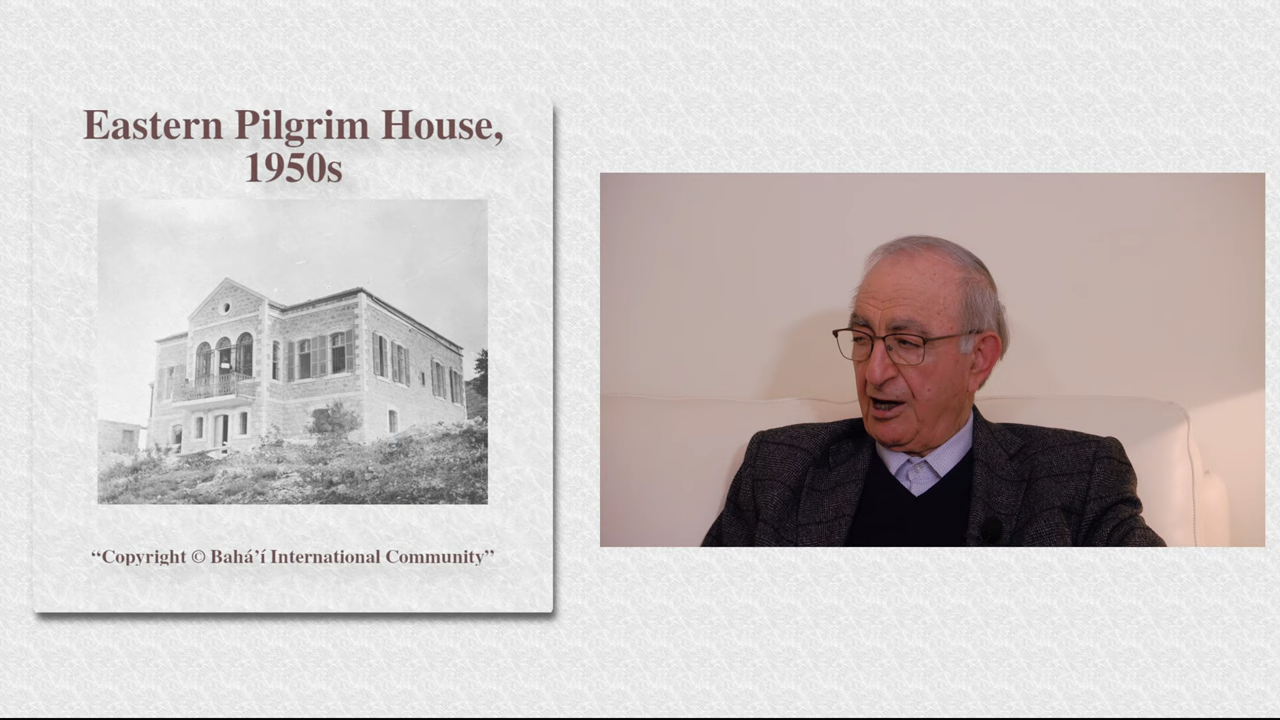 Eastern Pilgrim House,
1950s
“Copyright © Bahá’í International Community”